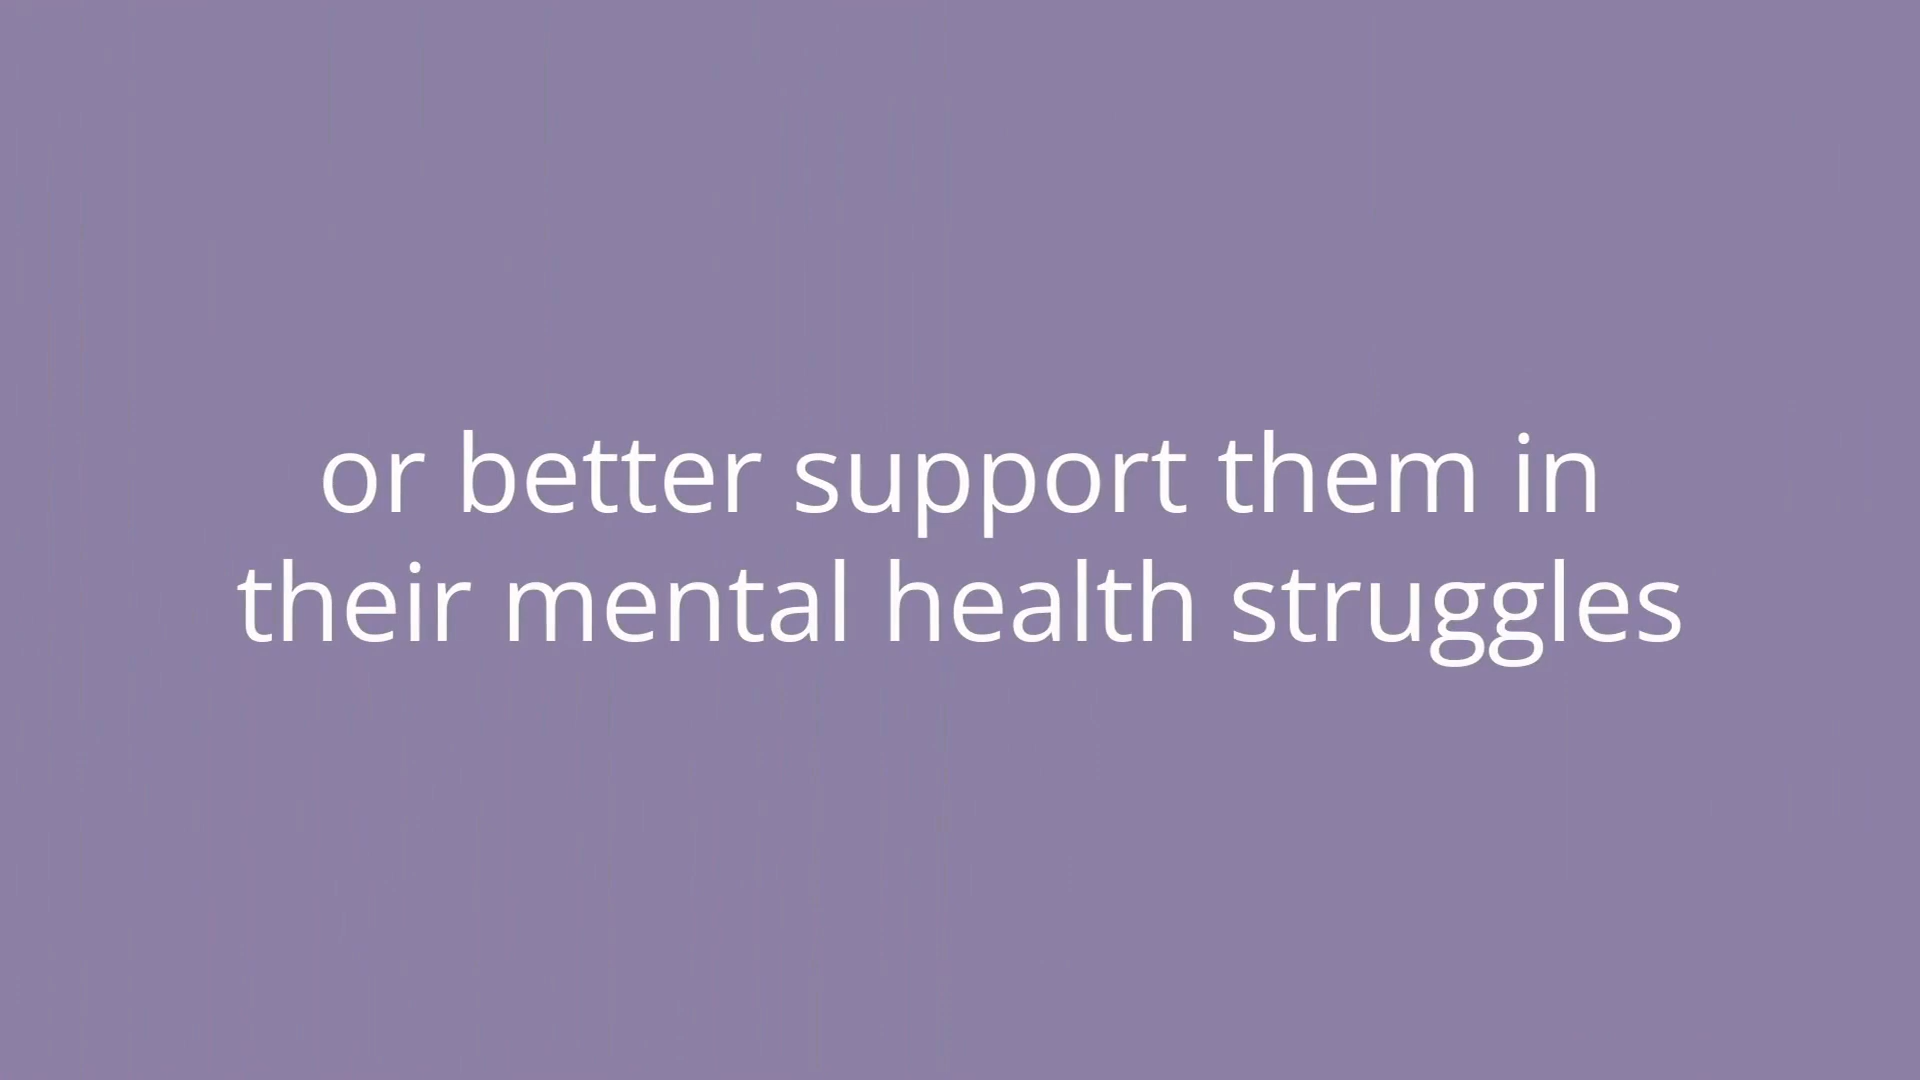 or better support them in
their mental health struggles